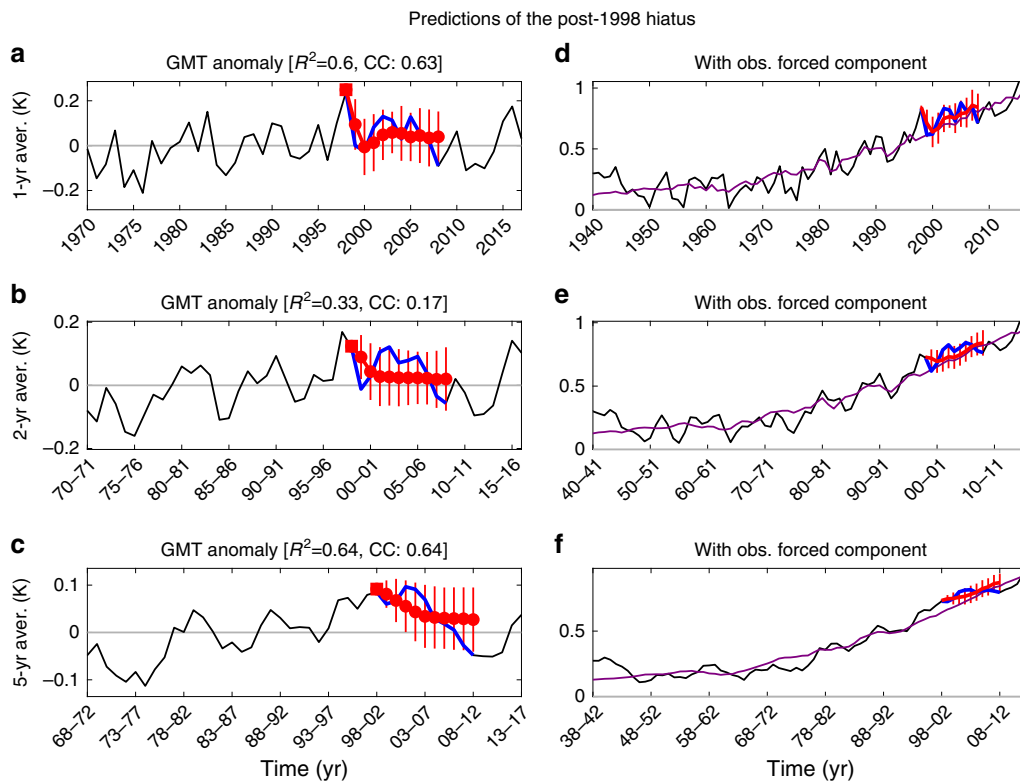 Predictions of the post-1998 hiatus
a
GMT anomaly [R²=0.6, CC: 0.63]
1-yr aver. (K)
0.2
0
−0.2
1970 1975 1980 1985 1990 1995 2000 2005 2010 2015
d
With obs. forced component
1
0.5
0
1940 1950 1960 1970 1980 1990 2000 2010
b
GMT anomaly [R²=0.33, CC: 0.17]
2-yr aver. (K)
0.2
0
−0.2
70–71 75–76 80–81 85–86 90–91 95–96 00–01 05–06 10–11 15–16
e
With obs. forced component
1
0.5
0
40–41 50–51 60–61 70–71 80–81 90–91 00–01 10–11
c
GMT anomaly [R²=0.64, CC: 0.64]
5-yr aver. (K)
0.1
0
−0.1
68–72 73–77 78–82 83–87 88–92 93–97 98–02 03–07 08–12 13–17
Time (yr)
f
With obs. forced component
0.5
0
38–42 48–52 58–62 68–72 78–82 88–92 98–02 08–12
Time (yr)